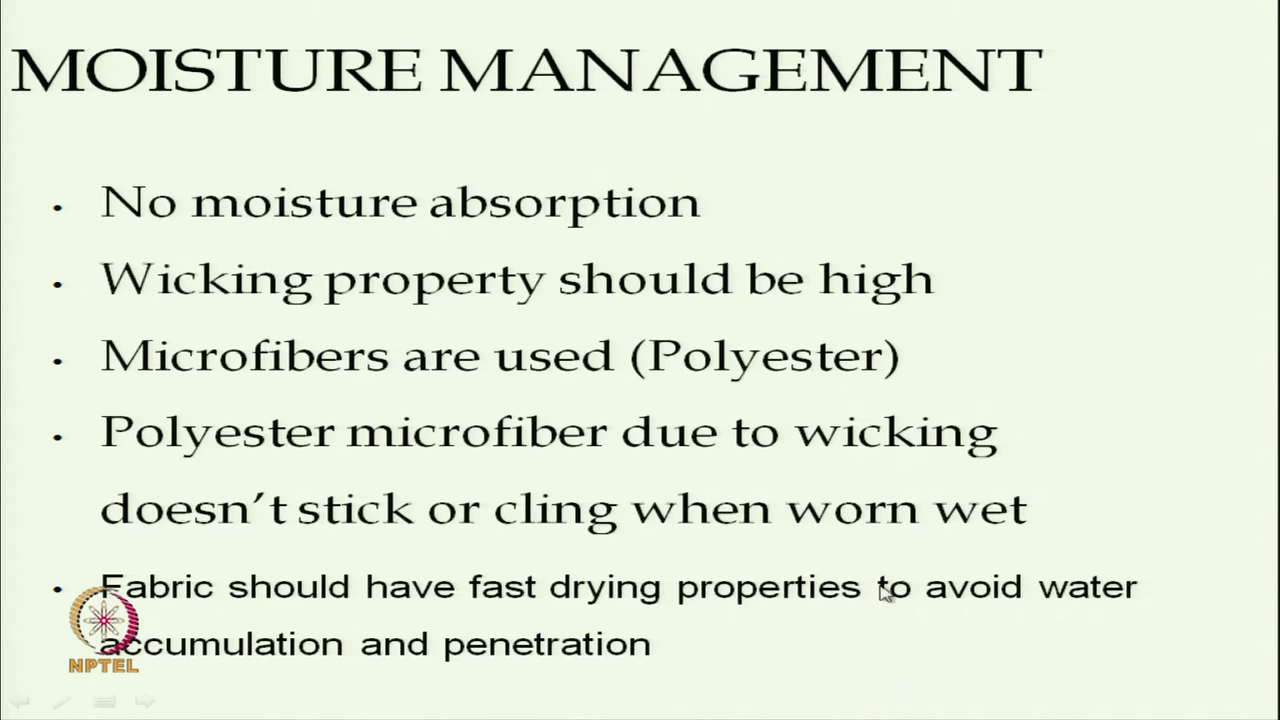 MOISTURE MANAGEMENT
• No moisture absorption
• Wicking property should be high
• Microfibers are used (Polyester)
• Polyester microfiber due to wicking
doesn't stick or cling when worn wet
• Fabric should have fast drying properties to avoid water
accumulation and penetration
NPTEL